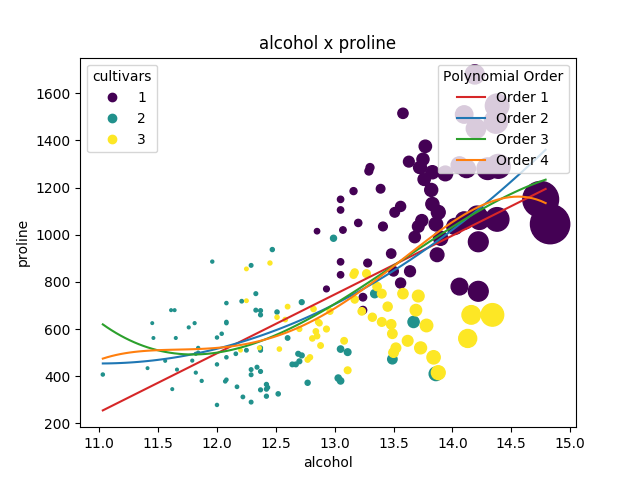 alcohol x proline
cultivars
1
2
3
Polynomial Order
Order 1
Order 2
Order 3
Order 4
proline
1600
1400
1200
1000
800
600
400
200
11.0 11.5 12.0 12.5 13.0 13.5 14.0 14.5 15.0
alcohol